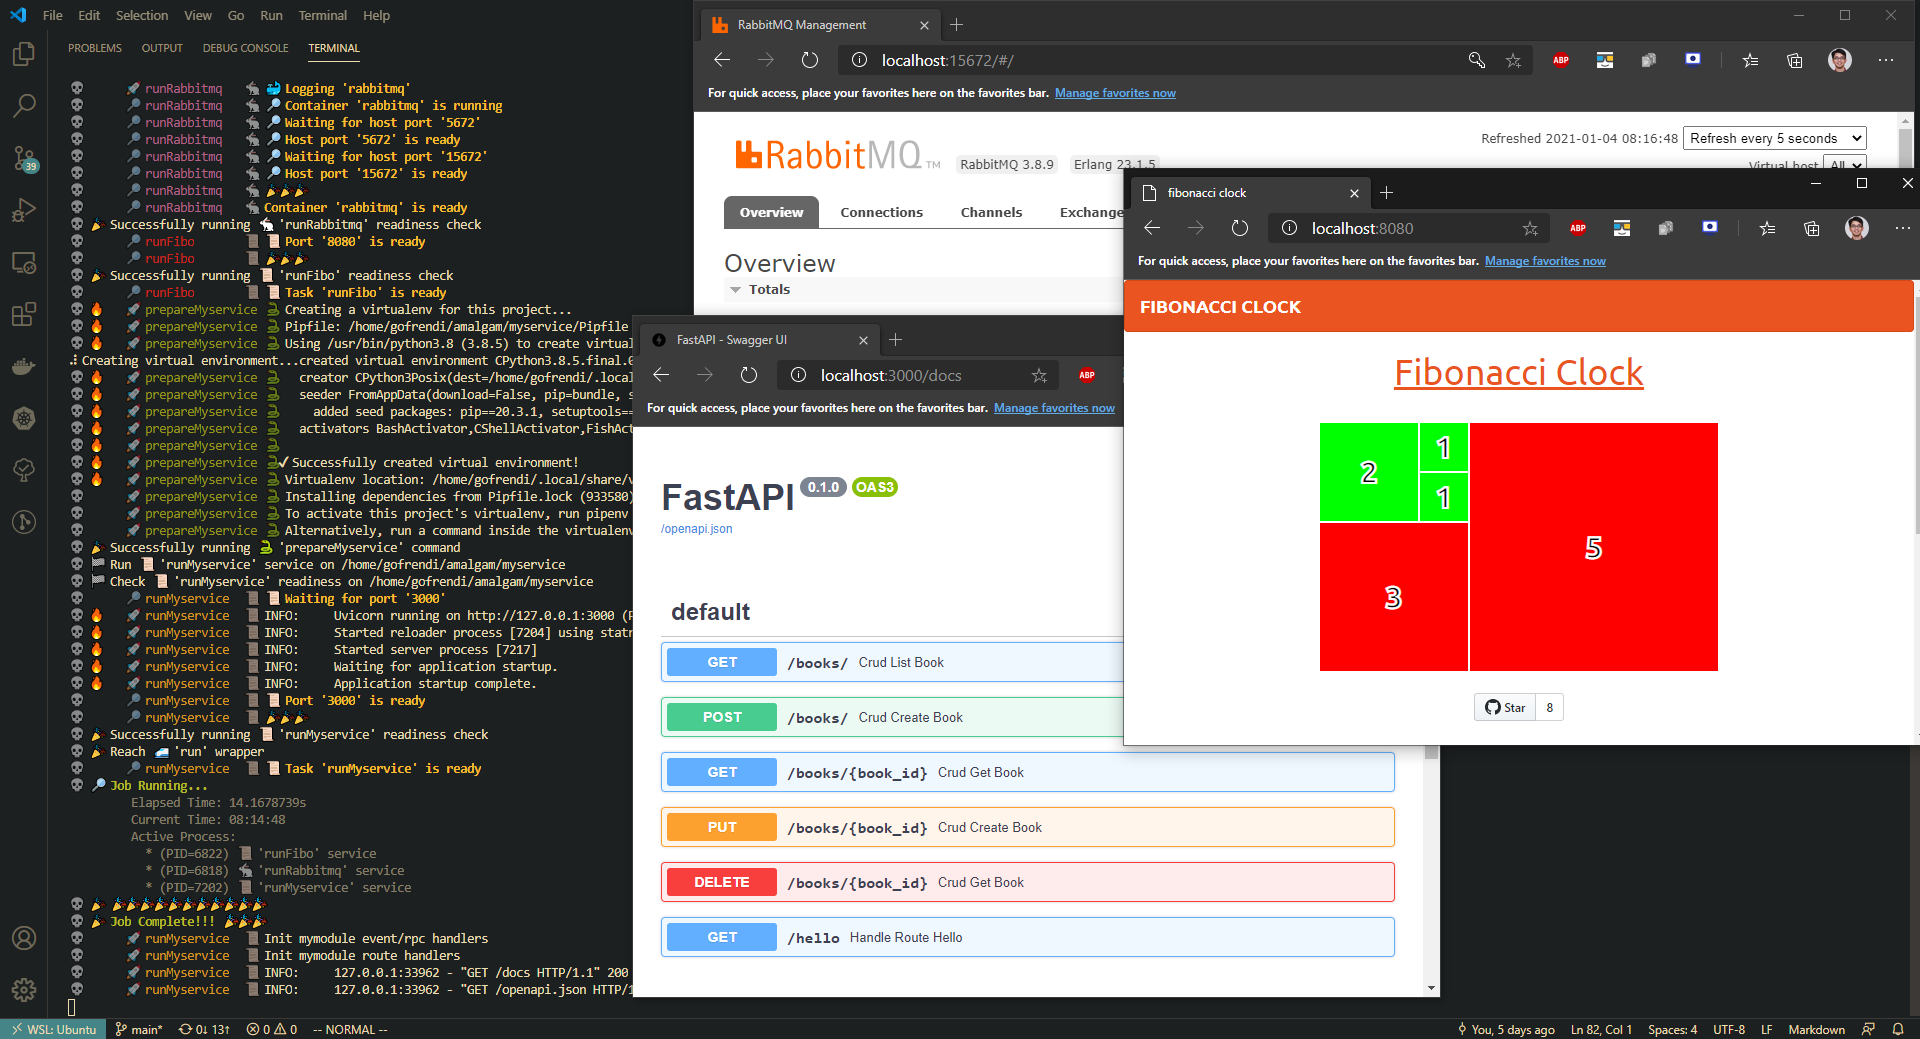 File Edit Selection View Go Run Terminal Help
PROBLEMS OUTPUT DEBUG CONSOLE TERMINAL
runRabbitmq Logging 'rabbitmq'
runRabbitmq Container 'rabbitmq' is running
runRabbitmq Waiting for host port '5672'
runRabbitmq Host port '5672' is ready
runRabbitmq Waiting for host port '15672'
runRabbitmq Host port '15672' is ready
runRabbitmq
runRabbitmq Container 'rabbitmq' is ready
Successfully running 'runRabbitmq' readiness check
runFibo Port '8080' is ready
runFibo
Successfully running 'runFibo' readiness check
runFibo Task 'runFibo' is ready
prepareMyservice Creating a virtualenv for this project...
prepareMyservice Pipfile: /home/gofrendi/amalgam/myservice/Pipfile
prepareMyservice Using /usr/bin/python3.8 (3.8.5) to create virtual
Creating virtual environment...created virtual environment CPython3.8.5.final.0
prepareMyservice creator CPython3Posix(dest=/home/gofrendi/.local
prepareMyservice seeder FromAppData(download=False, pip=bundle, s
prepareMyservice added seed packages: pip==20.3.1, setuptools==
prepareMyservice activators BashActivator,CShellActivator,FishAct
prepareMyservice
prepareMyservice ✓Successfully created virtual environment!
prepareMyservice Virtualenv location: /home/gofrendi/.local/share/v
prepareMyservice Installing dependencies from Pipfile.lock (933580)
prepareMyservice To activate this project's virtualenv, run pipenv
prepareMyservice Alternatively, run a command inside the virtualenv
Successfully running 'prepareMyservice' command
Run 'runMyservice' service on /home/gofrendi/amalgam/myservice
Check 'runMyservice' readiness on /home/gofrendi/amalgam/myservice
runMyservice Waiting for port '3000'
runMyservice INFO: Uvicorn running on http://127.0.0.1:3000 (P
runMyservice INFO: Started reloader process [7204] using statr
runMyservice INFO: Started server process [7217]
runMyservice INFO: Waiting for application startup.
runMyservice INFO: Application startup complete.
runMyservice Port '3000' is ready
runMyservice
Successfully running 'runMyservice' readiness check
Reach 'run' wrapper
runMyservice Task 'runMyservice' is ready
Job Running...
Elapsed Time: 14.1678739s
Current Time: 08:14:48
Active Process:
* (PID=6822) 'runFibo' service
* (PID=6818) 'runRabbitmq' service
* (PID=7202) 'runMyservice' service
Job Complete!!!
runMyservice Init mymodule event/rpc handlers
runMyservice Init mymodule route handlers
runMyservice INFO: 127.0.0.1:33962 - "GET /docs HTTP/1.1" 200
runMyservice INFO: 127.0.0.1:33962 - "GET /openapi.json HTTP/1
39
WSL: Ubuntu main* 0↓ 13↑ 0 0 -- NORMAL --
You, 5 days ago Ln 82, Col 1 Spaces: 4 UTF-8 LF Markdown
RabbitMQ Management
localhost:15672/#/
ABP
For quick access, place your favorites here on the favorites bar. Manage favorites now
RabbitMQ TM RabbitMQ 3.8.9 Erlang 23.1.5
Refreshed 2021-01-04 08:16:48 Refresh every 5 seconds
Virtual host All
Overview Connections Channels Exchange
Overview
Totals
FastAPI - Swagger UI
localhost:3000/docs
ABP
For quick access, place your favorites here on the favorites bar. Manage favorites now
FastAPI 0.1.0 OAS3
/openapi.json
default
GET /books/ Crud List Book
POST /books/ Crud Create Book
GET /books/{book_id} Crud Get Book
PUT /books/{book_id} Crud Create Book
DELETE /books/{book_id} Crud Get Book
GET /hello Handle Route Hello
fibonacci clock
localhost:8080
ABP
For quick access, place your favorites here on the favorites bar. Manage favorites now
FIBONACCI CLOCK
Fibonacci Clock
2
1
1
3
5
Star 8